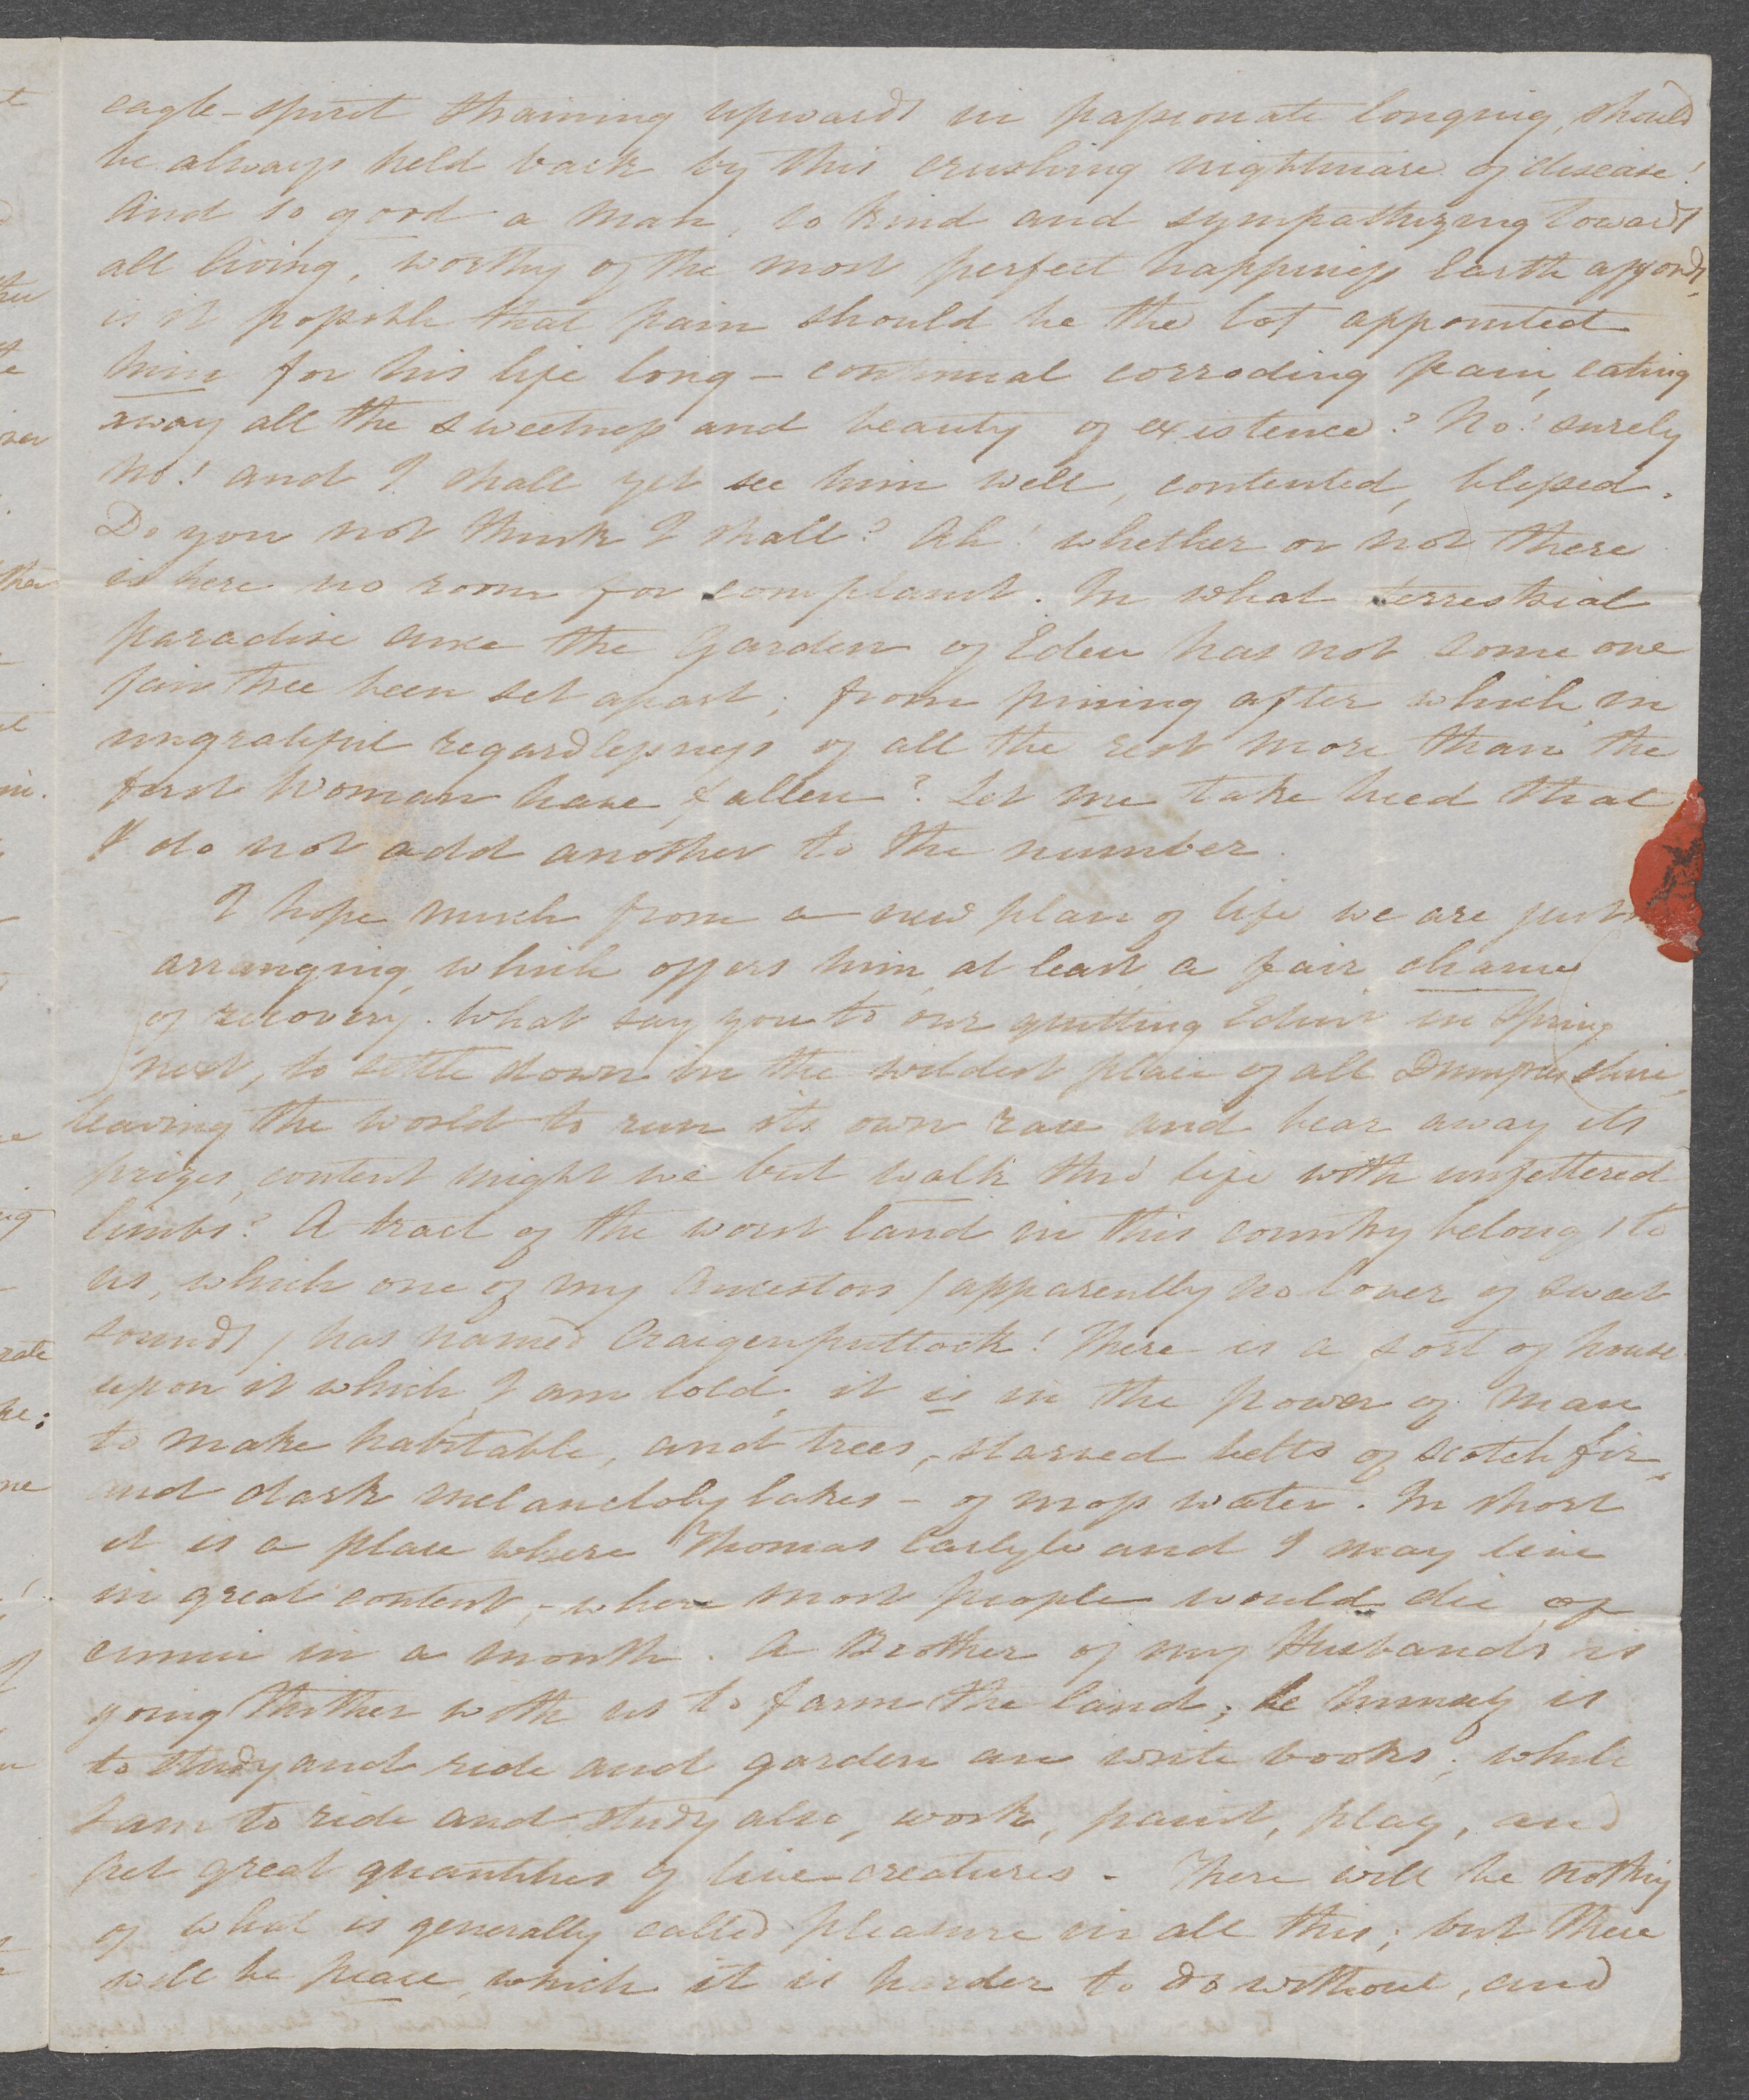 eagle-spirit straining upwards in passionate longing, should
be always held back by this crushing nightmare of disease!
And so good a man, so kind and sympathizing towards
all living, worthy of the most perfect happiness Earth affords,
is it possible that pain should be the lot appointed
him for his life long – continual corroding pain, eating
away all the sweetness and beauty of existence? No! surely
no! and I shall yet see him well, contented, blessed.
Do you not think I shall? Ah! whether or not there
is here no room for complaint. In what terrestrial
paradise since the Garden of Eden has not some one
fair tree been set apart; from pining after which in
ungrateful regardlessness of all the rest more than the
first Woman have fallen? Let me take heed that
I do not add another to the number.
I hope much from a new plan of life we are just
arranging, which offers him at least a fair chance
of recovery. What say you to our quitting Edinr in Spring
next, to settle down in the wildest place of all Dumfriesshire,
leaving the world to run its own race and bear away its
prizes, content might we but walk thro' life with unfettered
limbs? A tract of the worst land in this country belongs to
us, which one of my Ancestors / apparently no lover of sweet
sounds / has named Craigenputtock! There is a sort of house
upon it which, I am told, it is in the power of man
to make habitable, and trees, – starved belts of Scotch fir –
and dark melancholy lakes – of moss water. In short
it is a place where Thomas Carlyle and I may live
in great content, – where most people would die of
ennui in a month. A Brother of my Husbands is
going thither with us to farm the land; he himself is
to study and ride and garden an write books; while
I am to ride and study also, work, paint, play, and
pet great quantities of live-creatures – There will be nothing
of what is generally called pleasure in all this; but there
will be peace, which it is harder to do without, and